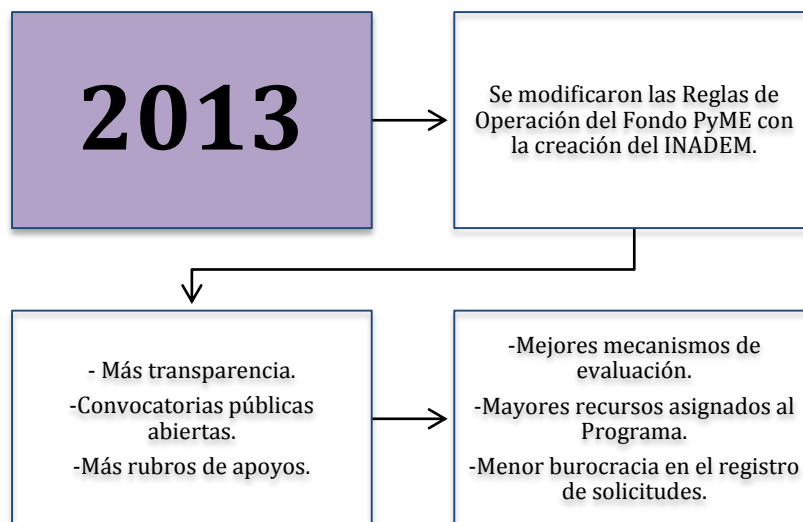 2013
Se modificaron las Reglas de
Operación del Fondo PyME con
la creación del INADEM.
- Más transparencia.
-Convocatorias públicas
abiertas.
-Más rubros de apoyos.
-Mejores mecanismos de
evaluación.
-Mayores recursos asignados al
Programa.
-Menor burocracia en el registro
de solicitudes.